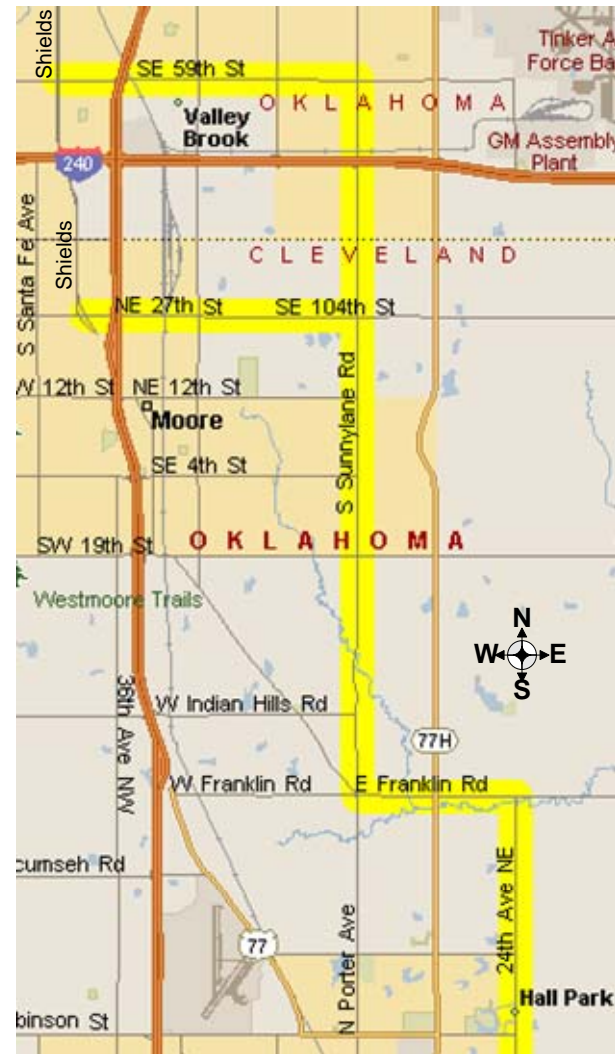 Shields
SE 59th St
Tinker A
Force Ba
OKLAHOMA
Valley
Brook
GM Assembly
Plant
240
S Santa Fe Ave
Shields
CLEVELAND
NE 27th St
SE 104th St
W 12th St
NE 12th St
Moore
S Sunnylane Rd
SE 4th St
SW 19th St
OKLAHOMA
Westmoore Trails
N
W
E
S
36th Ave NW
W Indian Hills Rd
77H
W Franklin Rd
E Franklin Rd
cumseh Rd
77
N Porter Ave
24th Ave NE
Hall Park
binson St